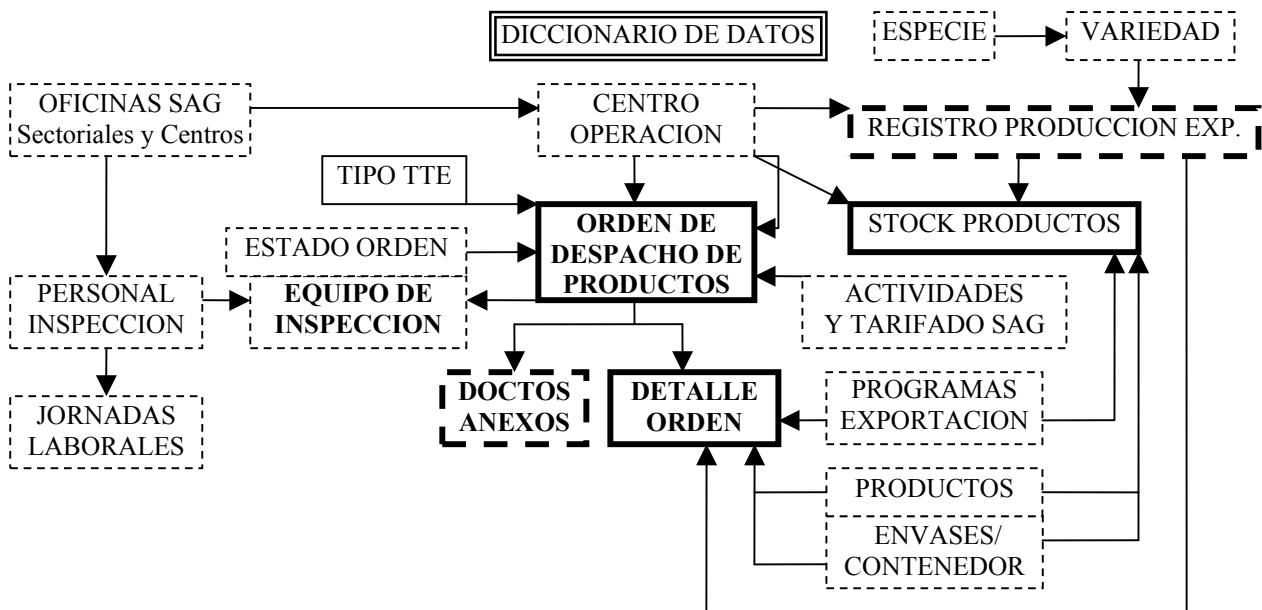 DICCIONARIO DE DATOS
ESPECIE
VARIEDAD
OFICINAS SAG
Sectoriales y Centros
CENTRO
OPERACION
REGISTRO PRODUCCION EXP.
TIPO TTE
ORDEN DE
DESPACHO DE
PRODUCTOS
STOCK PRODUCTOS
ESTADO ORDEN
PERSONAL
INSPECCION
EQUIPO DE
INSPECCION
ACTIVIDADES
Y TARIFADO SAG
DOCTOS
ANEXOS
DETALLE
ORDEN
PROGRAMAS
EXPORTACION
JORNADAS
LABORALES
PRODUCTOS
ENVASES/
CONTENEDOR